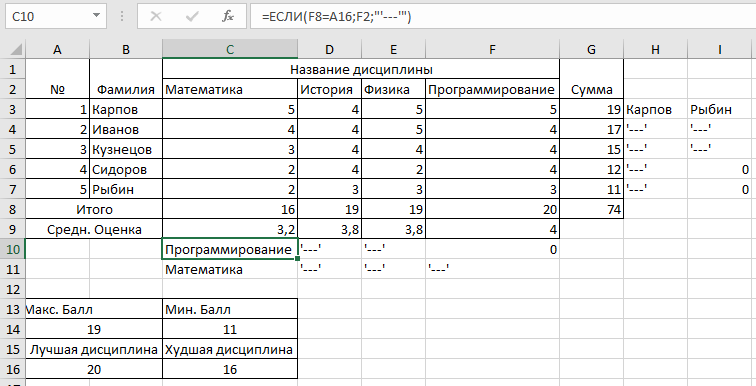 C10 fx =ЕСЛИ(F8=A16;F2;"'---'")
A B C D E F G H I
1 Название дисциплины
2 № Фамилия Математика История Физика Программирование Сумма
3 1 Карпов 5 4 5 5 19 Карпов Рыбин
4 2 Иванов 4 4 5 4 17 '---' '---'
5 3 Кузнецов 3 4 4 4 15 '---' '---'
6 4 Сидоров 2 4 2 4 12 '---' 0
7 5 Рыбин 2 3 3 3 11 '---' 0
8 Итого 16 19 19 20 74
9 Средн. Оценка 3,2 3,8 3,8 4
10 Программирование '---' '---' 0
11 Математика '---' '---' '---'
12
13 Макс. Балл Мин. Балл
14 19 11
15 Лучшая дисциплина Худшая дисциплина
16 20 16